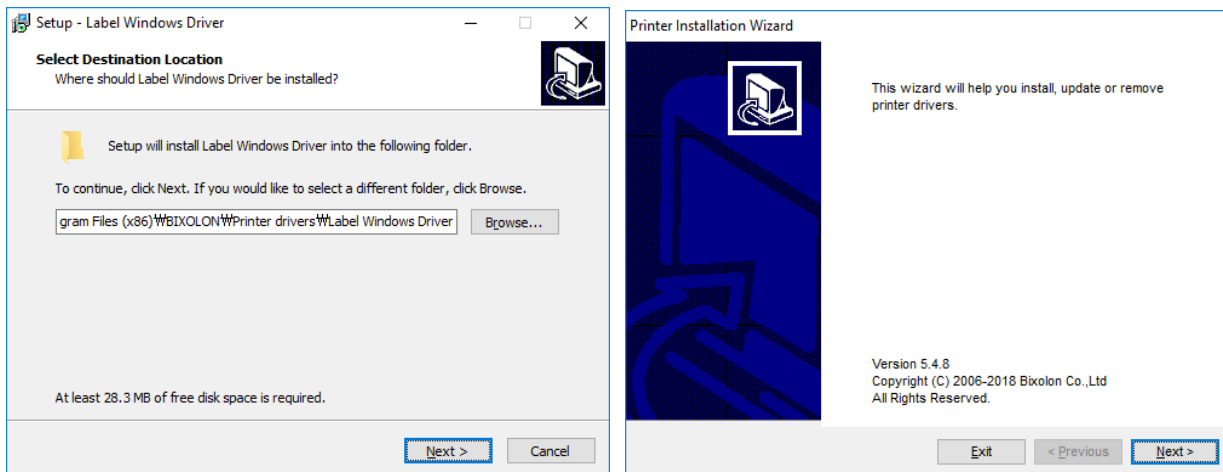 Setup - Label Windows Driver
Select Destination Location
Where should Label Windows Driver be installed?
Setup will install Label Windows Driver into the following folder.
To continue, click Next. If you would like to select a different folder, click Browse.
gram Files (x86)₩BIXOLON₩Printer drivers₩Label Windows Driver
Browse...
At least 28.3 MB of free disk space is required.
Next >
Cancel
Printer Installation Wizard
This wizard will help you install, update or remove
printer drivers.
Version 5.4.8
Copyright (C) 2006-2018 Bixolon Co.,Ltd
All Rights Reserved.
Exit
< Previous
Next >